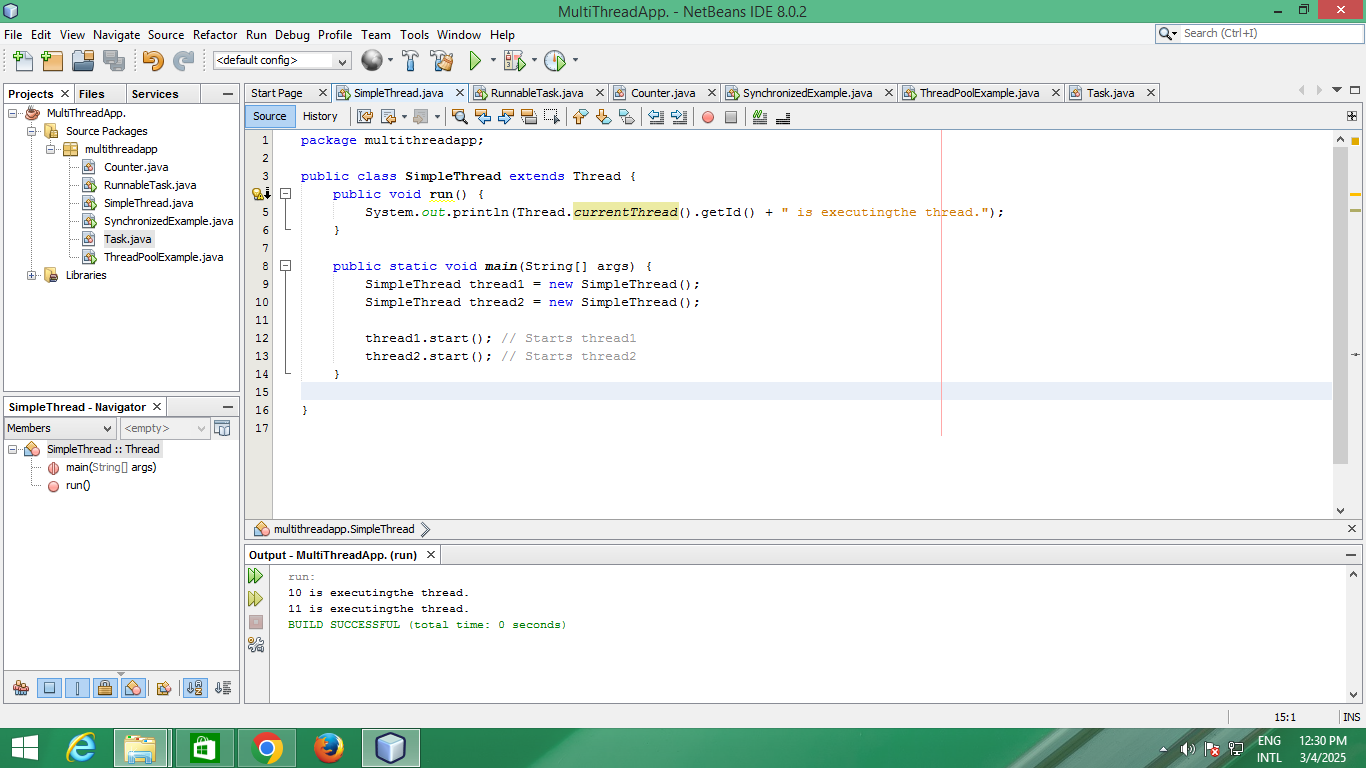 MultiThreadApp. - NetBeans IDE 8.0.2
File Edit View Navigate Source Refactor Run Debug Profile Team Tools Window Help
Search (Ctrl+I)
<default config>
Projects Files Services
MultiThreadApp.
Source Packages
multithreadapp
Counter.java
RunnableTask.java
SimpleThread.java
SynchronizedExample.java
Task.java
ThreadPoolExample.java
Libraries
SimpleThread - Navigator
Members <empty>
SimpleThread :: Thread
main(String[] args)
run()
Start Page SimpleThread.java RunnableTask.java Counter.java SynchronizedExample.java ThreadPoolExample.java Task.java
Source History
1 package multithreadapp;
2
3 public class SimpleThread extends Thread {
public void run() {
5 System.out.println(Thread.currentThread().getId() + " is executingthe thread.");
6 }
7
8 public static void main(String[] args) {
9 SimpleThread thread1 = new SimpleThread();
10 SimpleThread thread2 = new SimpleThread();
11
12 thread1.start(); // Starts thread1
13 thread2.start(); // Starts thread2
14 }
15
16 }
17
multithreadapp.SimpleThread
Output - MultiThreadApp. (run)
run:
10 is executingthe thread.
11 is executingthe thread.
BUILD SUCCESSFUL (total time: 0 seconds)
15:1 INS
ENG 12:30 PM
INTL 3/4/2025